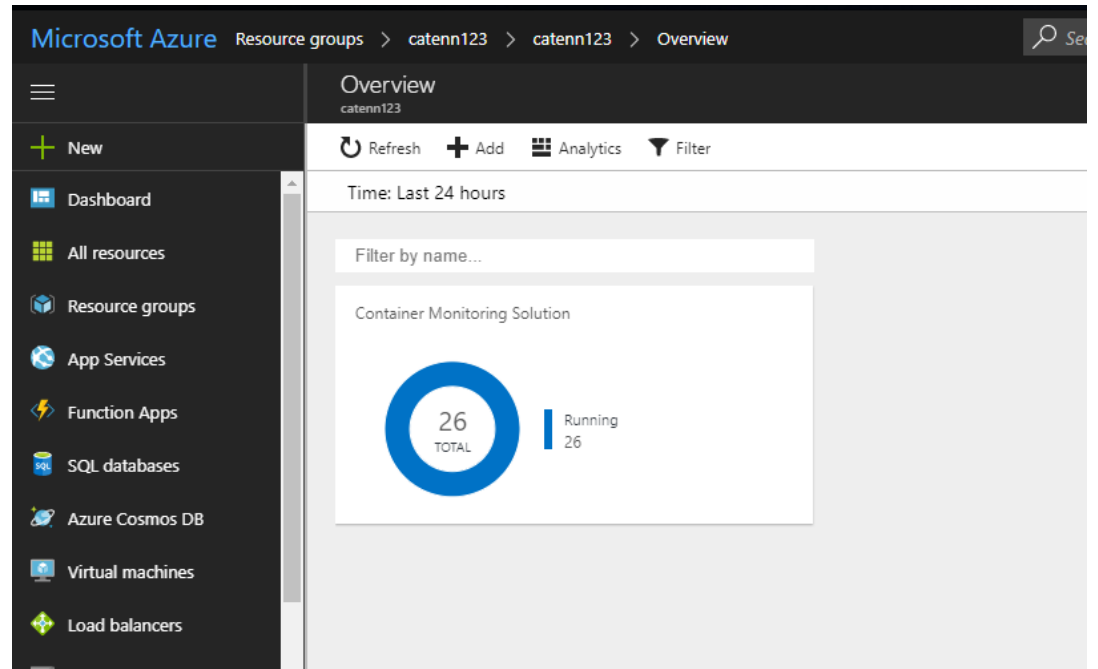 Microsoft Azure Resource groups > catenn123 > catenn123 > Overview
Overview
catenn123
New
Refresh Add Analytics Filter
Dashboard
Time: Last 24 hours
All resources
Filter by name...
Resource groups
Container Monitoring Solution
App Services
Function Apps
26
TOTAL
Running
26
SQL
SQL databases
Azure Cosmos DB
Virtual machines
Load balancers